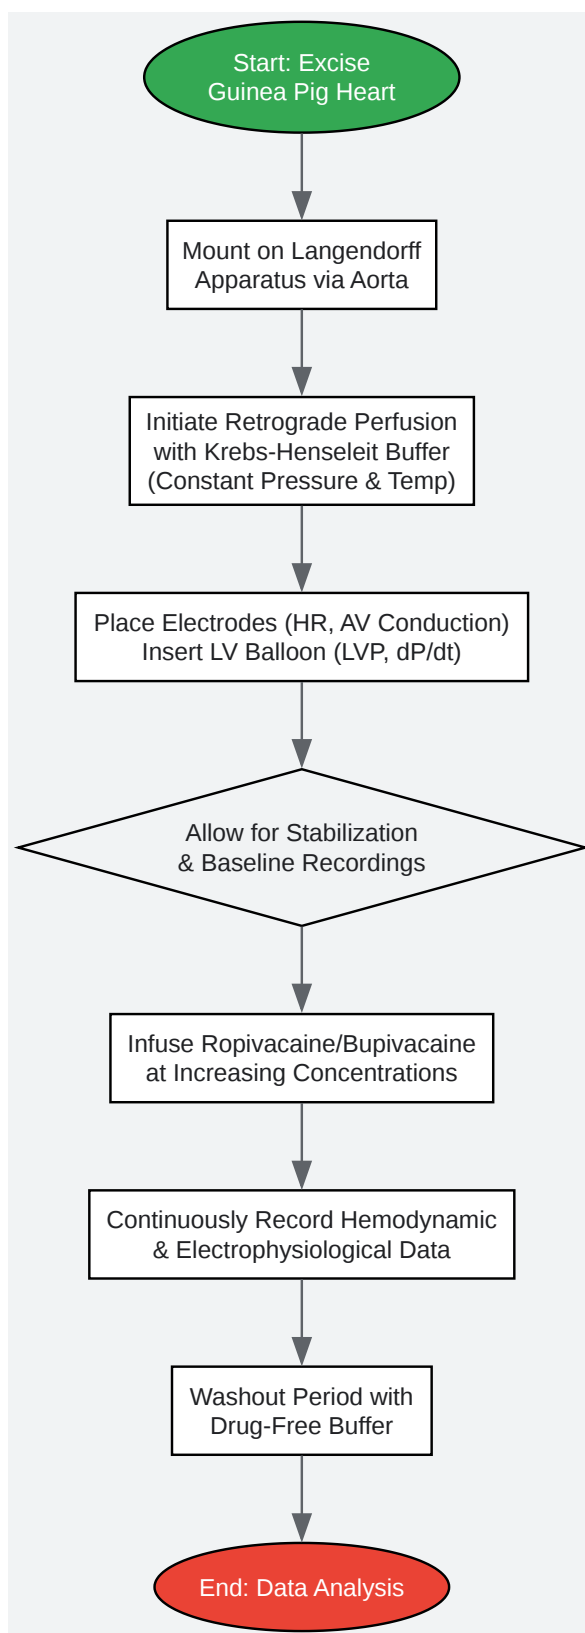 Start: Excise
Guinea Pig Heart
Mount on Langendorff
Apparatus via Aorta
Initiate Retrograde Perfusion
with Krebs-Henseleit Buffer
(Constant Pressure & Temp)
Place Electrodes (HR, AV Conduction)
Insert LV Balloon (LVP, dP/dt)
Allow for Stabilization
& Baseline Recordings
Infuse Ropivacaine/Bupivacaine
at Increasing Concentrations
Continuously Record Hemodynamic
& Electrophysiological Data
Washout Period with
Drug-Free Buffer
End: Data Analysis